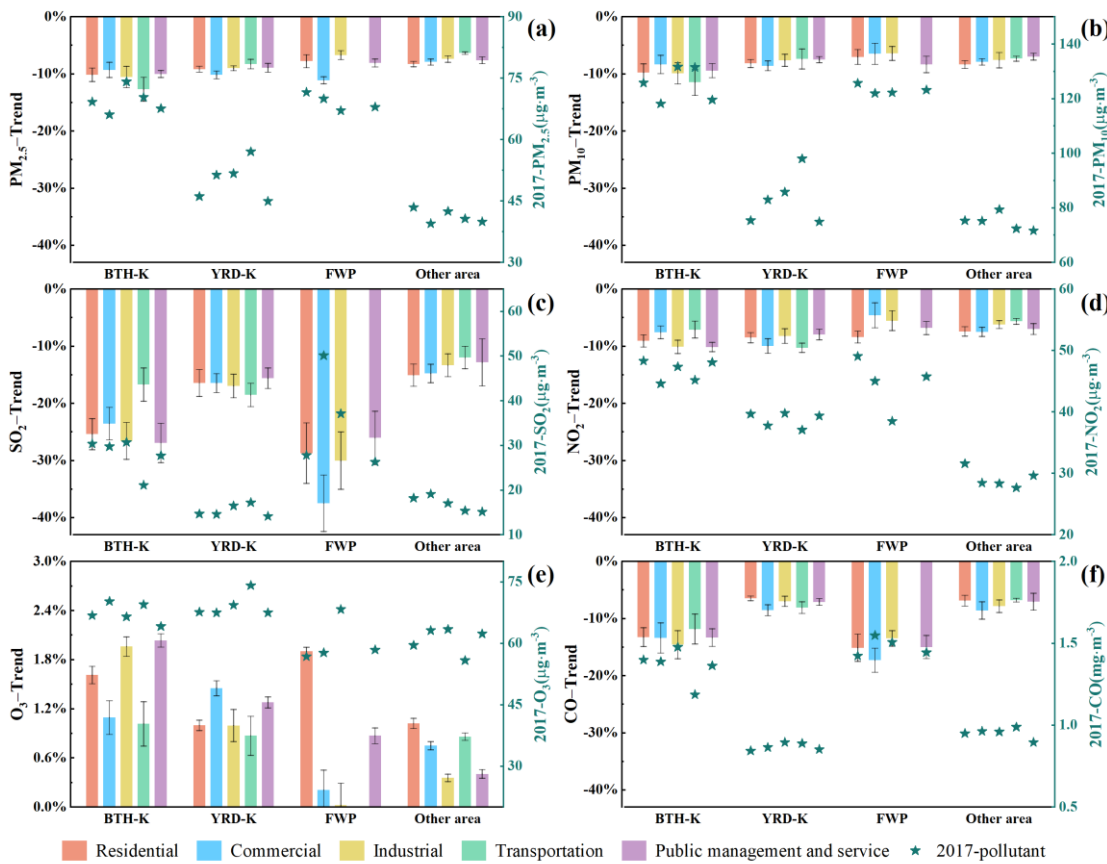 0% (a) 90 0% (b)
-10% 75 -10% 140
-20% 60 -20% 120
-30% 45 -30% 100
-40% 30 -40% 80
60
PM2.5−Trend
2017-PM2.5(μg·m-3)
PM10−Trend
2017-PM10(μg·m-3)
BTH-K YRD-K FWP Other area
BTH-K YRD-K FWP Other area
0% (c) 60 0% (d) 60
-10% 50 -10% 50
-20% 40 -20% 40
-30% 30 -30% 30
-40% 20 -40% 20
10
SO2−Trend
2017-SO2(μg·m-3)
NO2−Trend
2017-NO2(μg·m-3)
BTH-K YRD-K FWP Other area
BTH-K YRD-K FWP Other area
3.0% (e) 75 0% (f) 2.0
2.4% 60 -10% 1.5
1.8% 45 -20% 1.0
1.2% 30 -30% 0.5
0.6% -40%
0.0%
O3−Trend
2017-O3(μg·m-3)
CO−Trend
2017-CO(mg·m-3)
BTH-K YRD-K FWP Other area
BTH-K YRD-K FWP Other area
Residential Commercial Industrial Transportation Public management and service 2017-pollutant